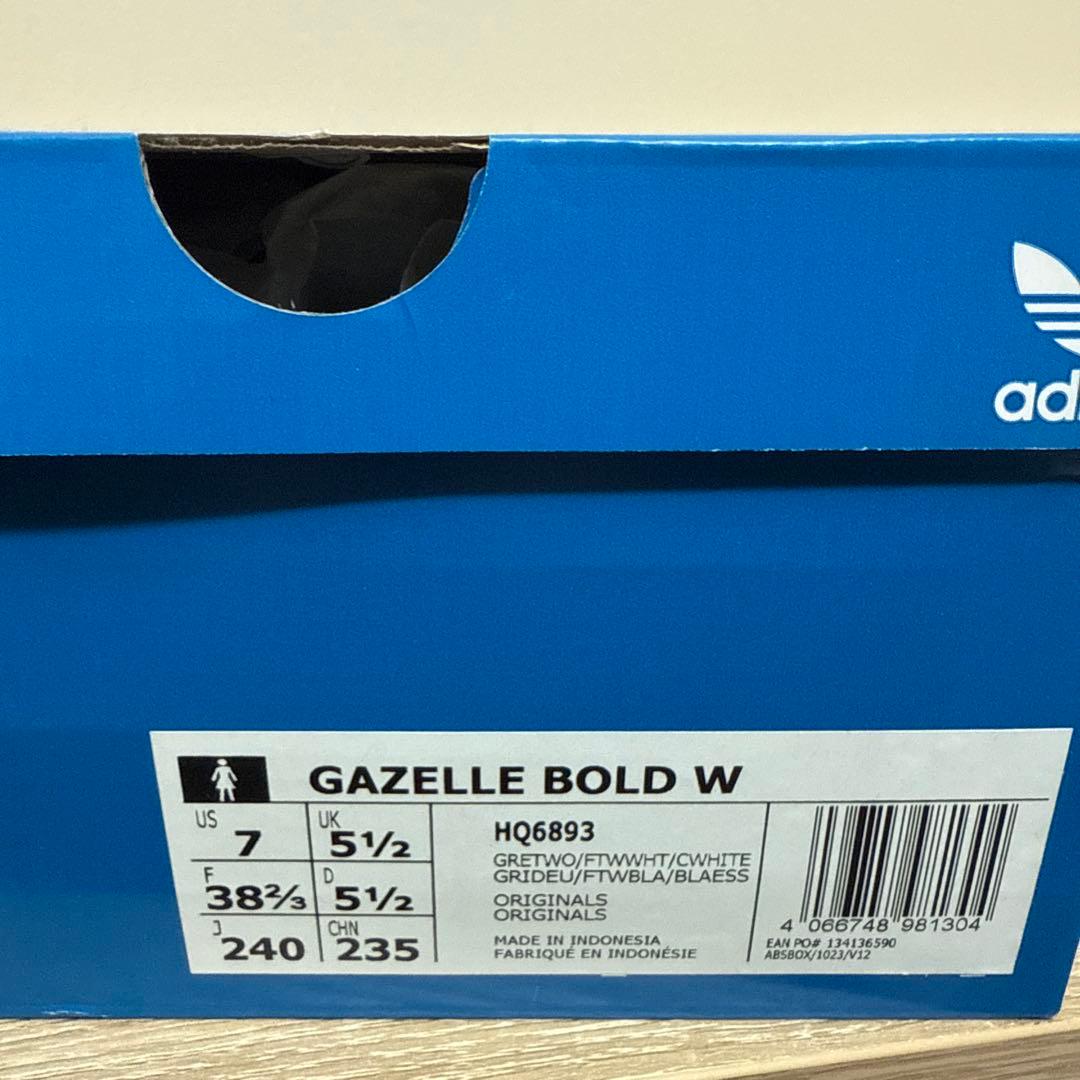 GAZELLE BOLD W
US 7
UK 5½
F 38⅔
D 5½
J 240
CHN 235
HQ6893
GRETWO/FTWWHT/CWHITE
GRIDEU/FTWBLA/BLAESS
ORIGINALS
ORIGINALS
MADE IN INDONESIA
FABRIQUÉ EN INDONÉSIE
4 066748 981304
EAN PO# 134136590
ABSBOX/1023/V12